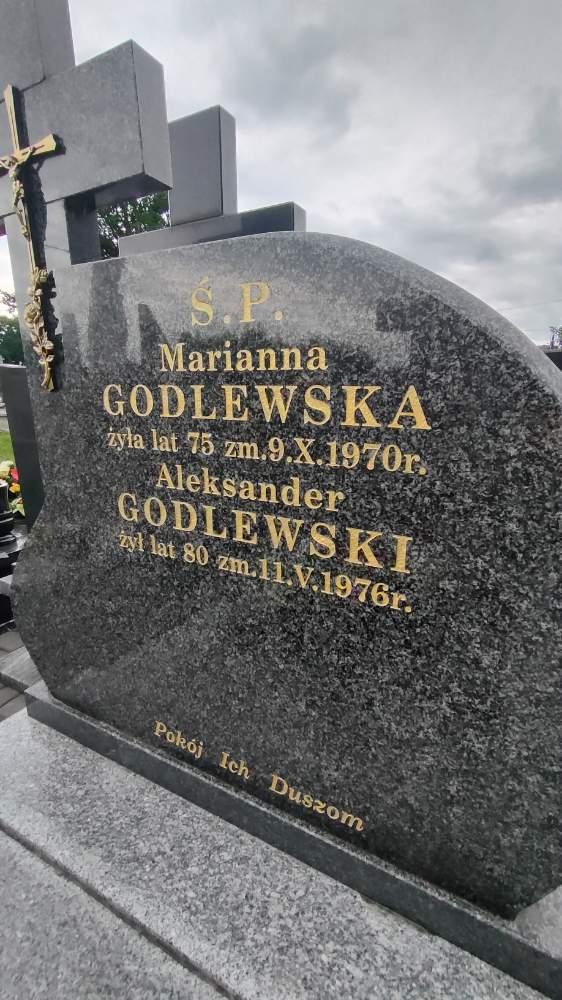 Ś.P.
Marianna
GODLEWSKA
żyła lat 75 zm.9.X.1970r.
Aleksander
GODLEWSKI
żył lat 80 zm.11.V.1976r.
Pokój Ich Duszom